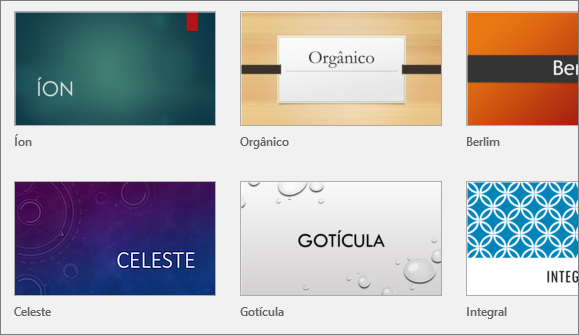 ÍON
Orgânico
Ber
Íon
Orgânico
Berlim
CELESTE
GOTÍCULA
INTEG
Celeste
Gotícula
Integral